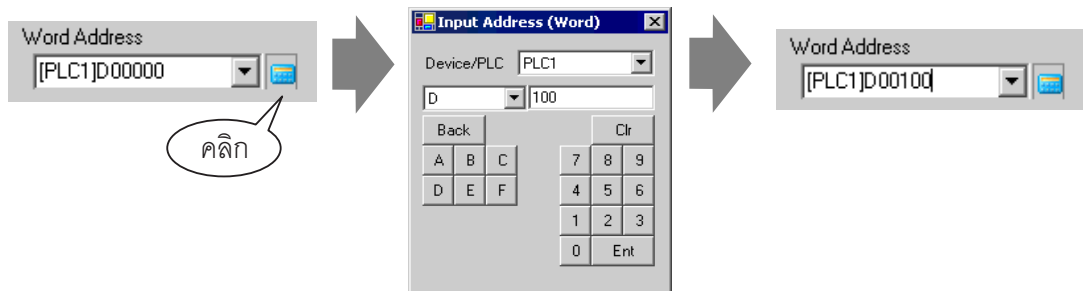 Word Address
[PLC1]D00000
คลิก
Input Address (Word)
Device/PLC PLC1
D 100
Back Clr
A B C 7 8 9
D E F 4 5 6
1 2 3
0 Ent
Word Address
[PLC1]D00100